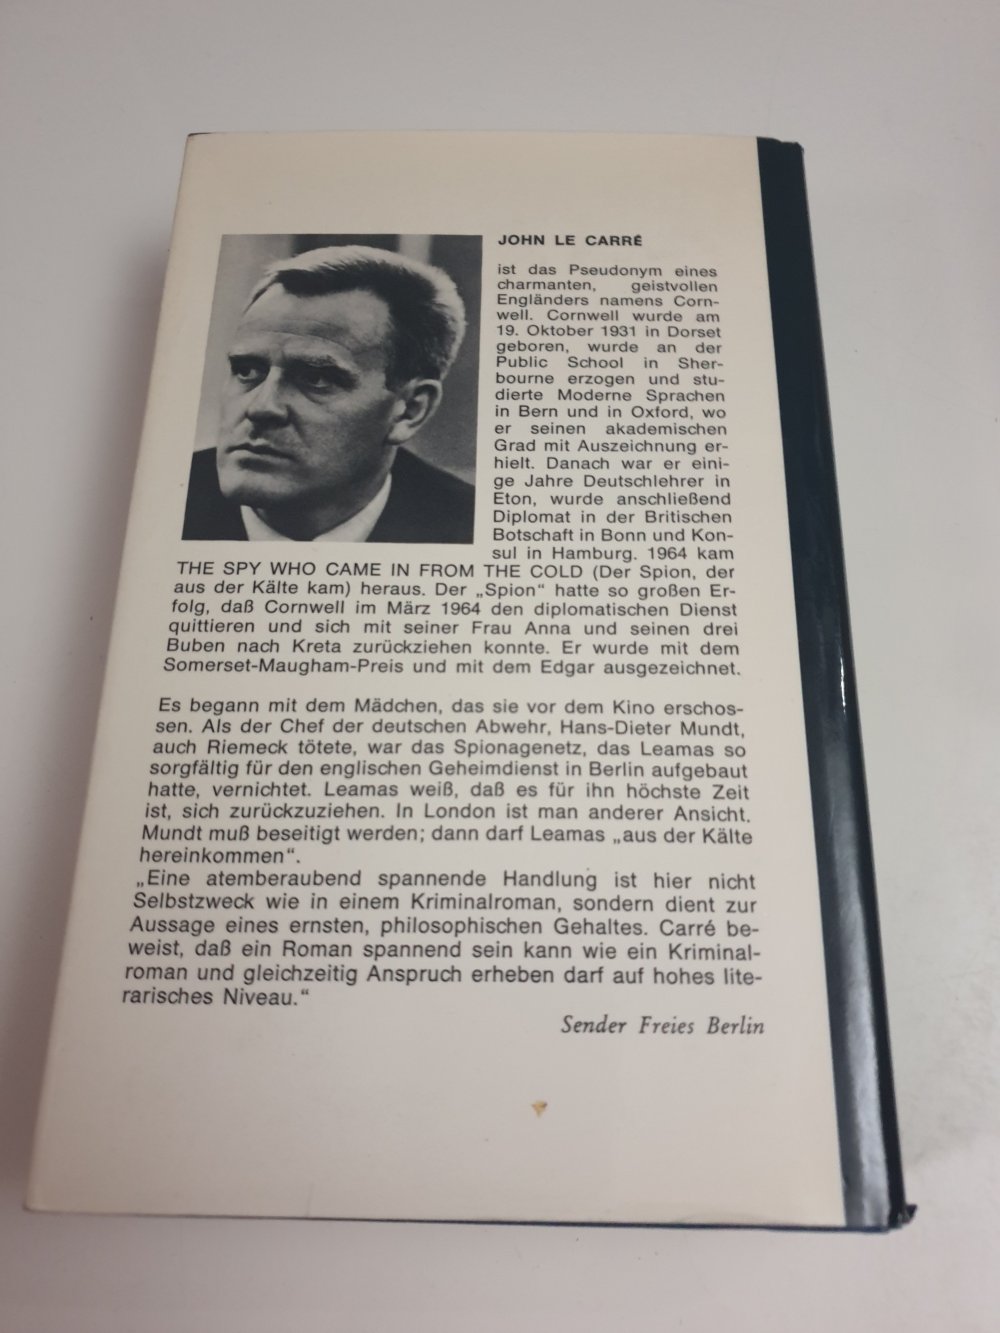 JOHN LE CARRÉ
ist das Pseudonym eines
charmanten, geistvollen
Engländers namens Corn-
well. Cornwell wurde am
19. Oktober 1931 in Dorset
geboren, wurde an der
Public School in Sher-
bourne erzogen und stu-
dierte Moderne Sprachen
in Bern und in Oxford, wo
er seinen akademischen
Grad mit Auszeichnung er-
hielt. Danach war er eini-
ge Jahre Deutschlehrer in
Eton, wurde anschließend
Diplomat in der Britischen
Botschaft in Bonn und Kon-
sul in Hamburg. 1964 kam
THE SPY WHO CAME IN FROM THE COLD (Der Spion, der
aus der Kälte kam) heraus. Der „Spion“ hatte so großen Er-
folg, daß Cornwell im März 1964 den diplomatischen Dienst
quittieren und sich mit seiner Frau Anna und seinen drei
Buben nach Kreta zurückziehen konnte. Er wurde mit dem
Somerset-Maugham-Preis und mit dem Edgar ausgezeichnet.
Es begann mit dem Mädchen, das sie vor dem Kino erschos-
sen. Als der Chef der deutschen Abwehr, Hans-Dieter Mundt,
auch Riemeck tötete, war das Spionagenetz, das Leamas so
sorgfältig für den englischen Geheimdienst in Berlin aufgebaut
hatte, vernichtet. Leamas weiß, daß es für ihn höchste Zeit
ist, sich zurückzuziehen. In London ist man anderer Ansicht.
Mundt muß beseitigt werden; dann darf Leamas „aus der Kälte
hereinkommen“.
„Eine atemberaubend spannende Handlung ist hier nicht
Selbstzweck wie in einem Kriminalroman, sondern dient zur
Aussage eines ernsten, philosophischen Gehaltes. Carré be-
weist, daß ein Roman spannend sein kann wie ein Kriminal-
roman und gleichzeitig Anspruch erheben darf auf hohes lite-
rarisches Niveau.“
Sender Freies Berlin